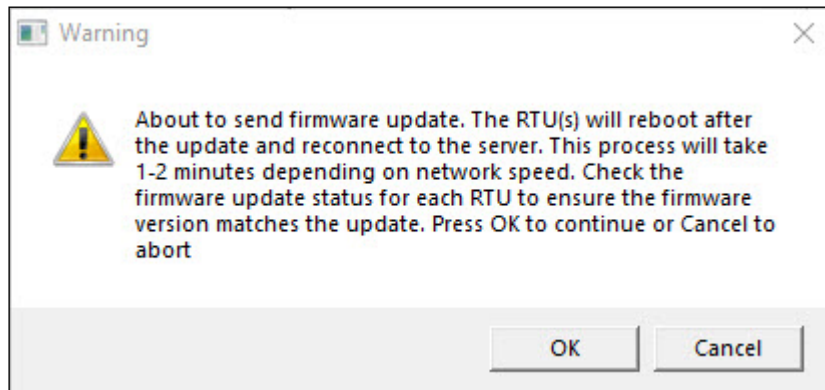 Warning
About to send firmware update. The RTU(s) will reboot after
the update and reconnect to the server. This process will take
1-2 minutes depending on network speed. Check the
firmware update status for each RTU to ensure the firmware
version matches the update. Press OK to continue or Cancel to
abort
OK
Cancel